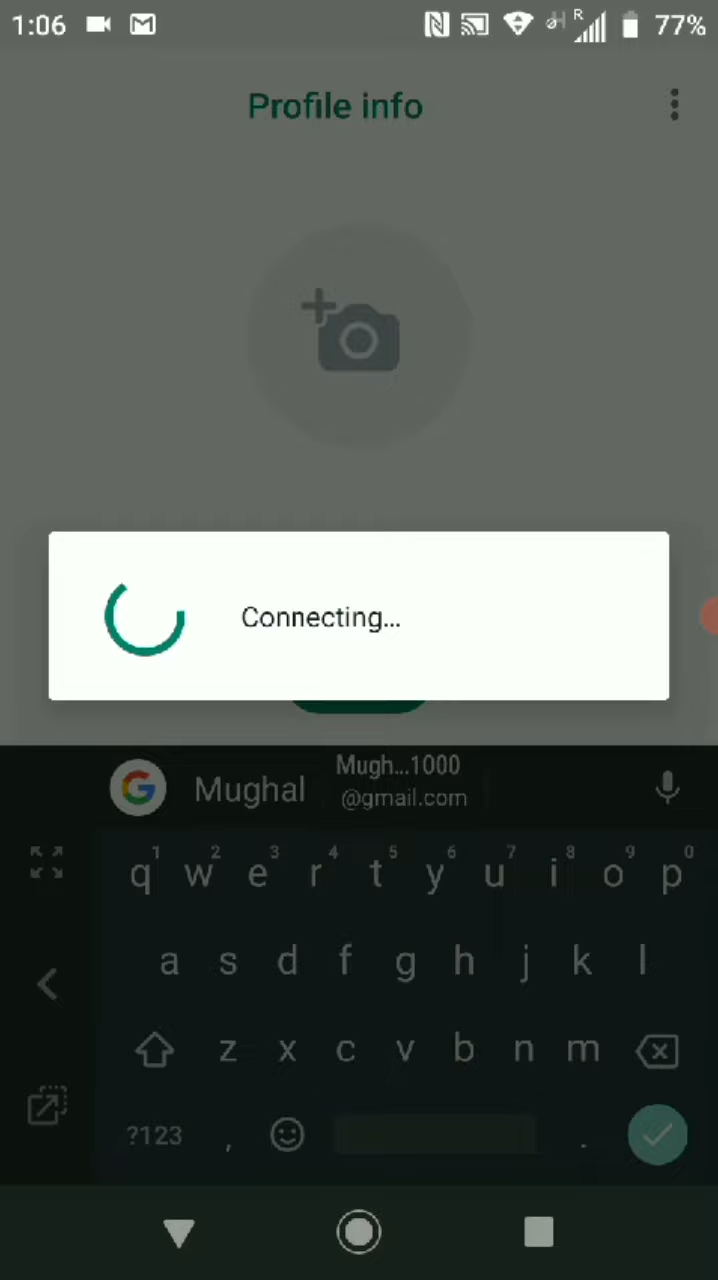 1:06 R 77%
Profile info
Connecting...
Mughal Mugh...1000
@gmail.com
1 2 3 4 5 6 7 8 9 0
q w e r t y u i o p
a s d f g h j k l
z x c v b n m
?123 , .